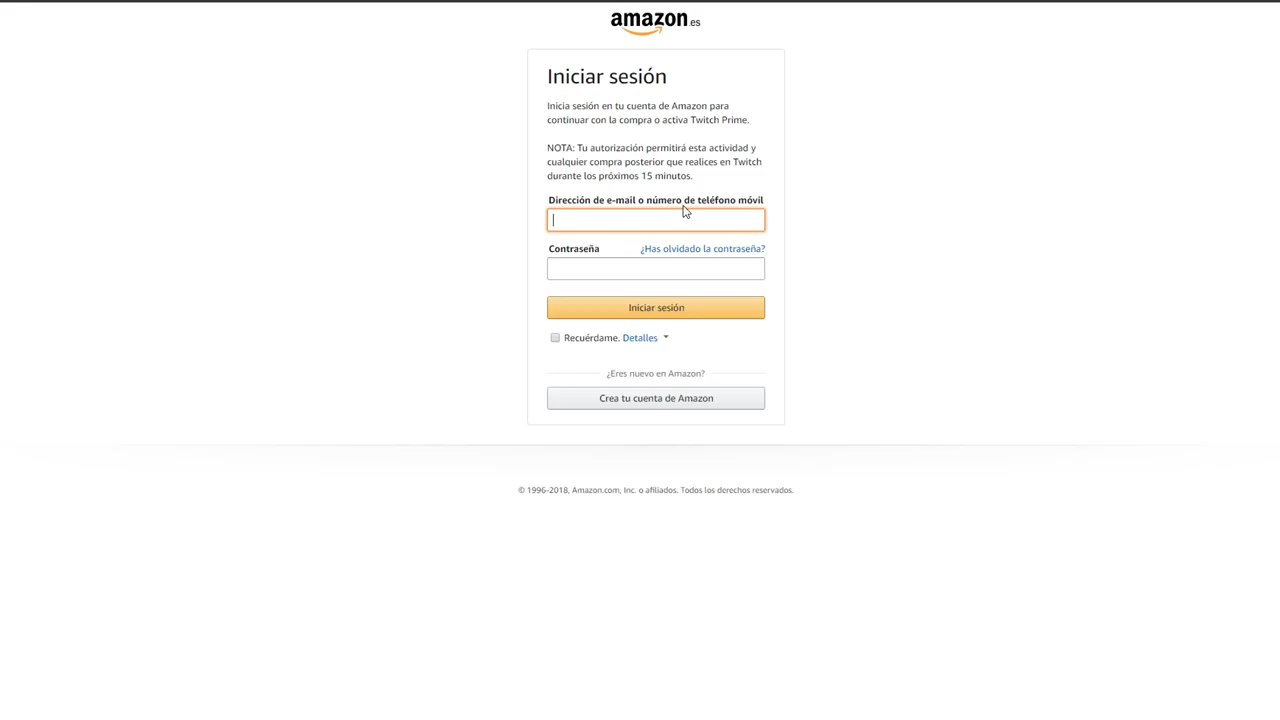 amazon.es
Iniciar sesión
Inicia sesión en tu cuenta de Amazon para
continuar con la compra o activa Twitch Prime.
NOTA: Tu autorización permitirá esta actividad y
cualquier compra posterior que realices en Twitch
durante los próximos 15 minutos.
Dirección de e-mail o número de teléfono móvil
Contraseña ¿Has olvidado la contraseña?
Iniciar sesión
Recuérdame. Detalles
¿Eres nuevo en Amazon?
Crea tu cuenta de Amazon
© 1996-2018, Amazon.com, Inc. o afiliados. Todos los derechos reservados.